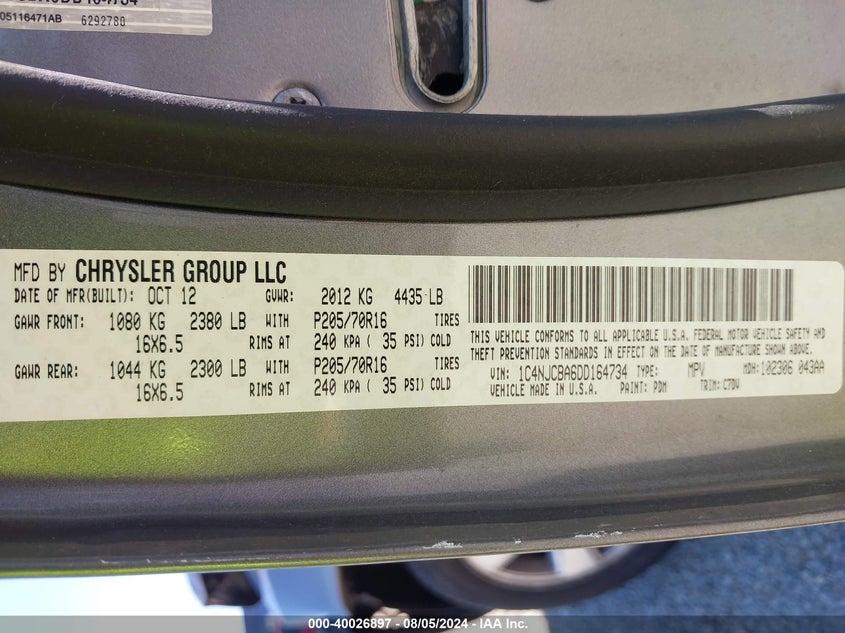 05116471AB 6292780
MFD BY CHRYSLER GROUP LLC
DATE OF MFR(BUILT): OCT 12 GVWR: 2012 KG 4435 LB
GAWR FRONT: 1080 KG 2380 LB WITH P205/70R16 TIRES
16X6.5 RIMS AT 240 KPA ( 35 PSI) COLD
GAWR REAR: 1044 KG 2300 LB WITH P205/70R16 TIRES
16X6.5 RIMS AT 240 KPA ( 35 PSI) COLD
THIS VEHICLE CONFORMS TO ALL APPLICABLE U.S.A. FEDERAL MOTOR VEHICLE SAFETY AND
THEFT PREVENTION STANDARDS IN EFFECT ON THE DATE OF MANUFACTURE SHOWN ABOVE.
VIN: 1C4NJCBA6DD164734 TYPE: MPV MDH: 102306 043AA
VEHICLE MADE IN U.S.A. PAINT: PDM TRIM: C7DV
000-40026897 - 08/05/2024 - IAA Inc.